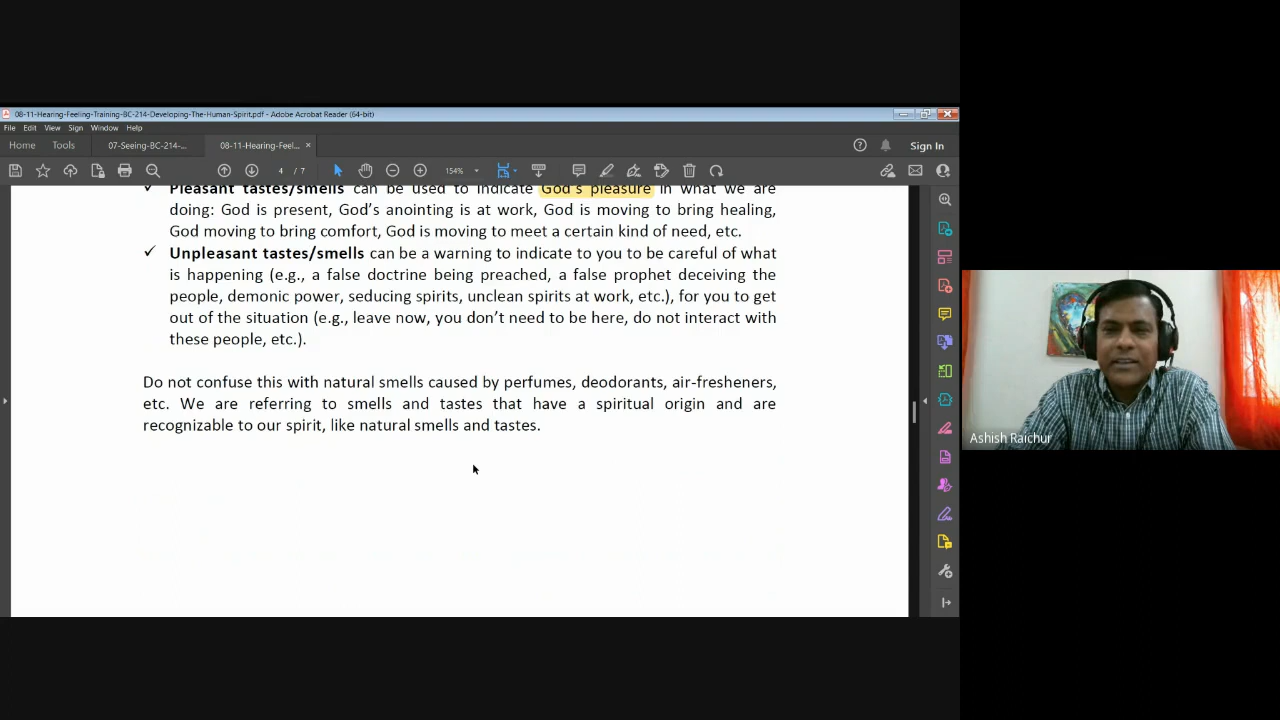 08-11-Hearing-Feeling-Training-BC-214-Developing-The-Human-Spirit.pdf - Adobe Acrobat Reader (64-bit)
File Edit View Sign Window Help
Home Tools 07-Seeing-BC-214-... 08-11-Hearing-Feel... × Sign In
4 / 7 154%
Pleasant tastes/smells can be used to indicate God's pleasure in what we are
doing: God is present, God's anointing is at work, God is moving to bring healing,
God moving to bring comfort, God is moving to meet a certain kind of need, etc.
✓ Unpleasant tastes/smells can be a warning to indicate to you to be careful of what
is happening (e.g., a false doctrine being preached, a false prophet deceiving the
people, demonic power, seducing spirits, unclean spirits at work, etc.), for you to get
out of the situation (e.g., leave now, you don't need to be here, do not interact with
these people, etc.).
Do not confuse this with natural smells caused by perfumes, deodorants, air-fresheners,
etc. We are referring to smells and tastes that have a spiritual origin and are
recognizable to our spirit, like natural smells and tastes.
Ashish Raichur